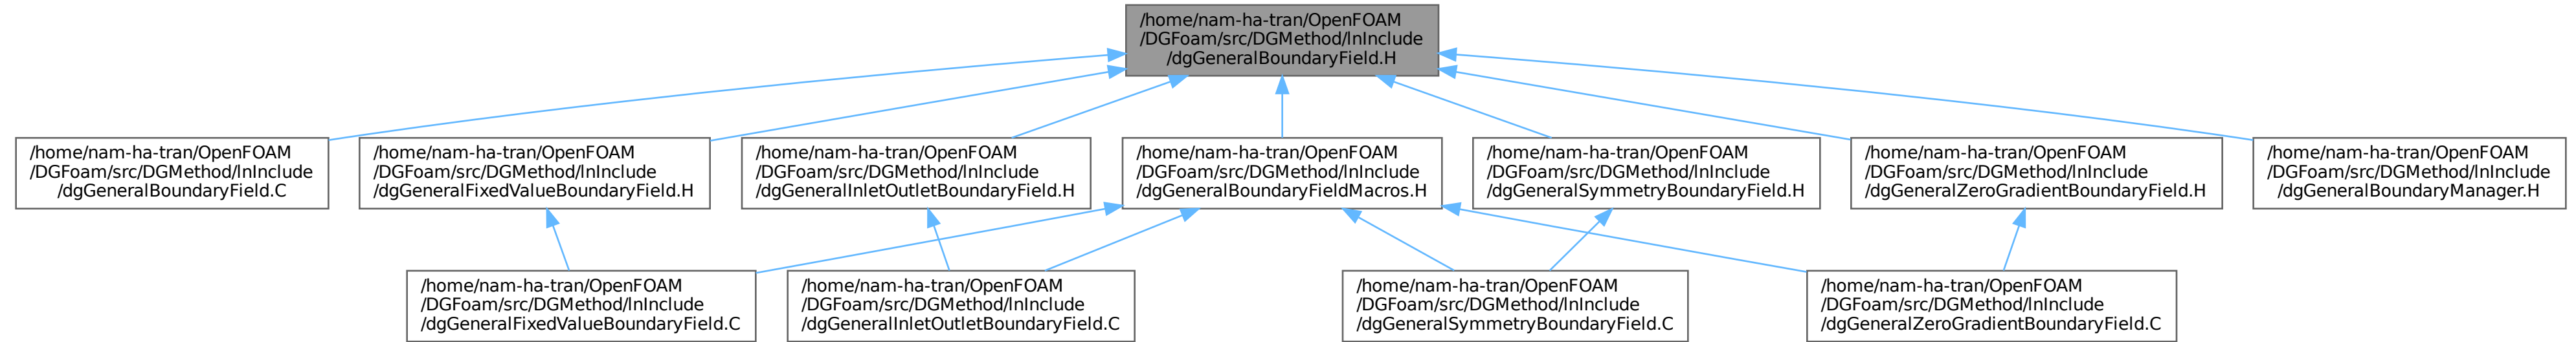 /home/nam-ha-tran/OpenFOAM
/DGFoam/src/DGMethod/lnInclude
/dgGeneralBoundaryField.H
/home/nam-ha-tran/OpenFOAM
/DGFoam/src/DGMethod/lnInclude
/dgGeneralBoundaryField.C
/home/nam-ha-tran/OpenFOAM
/DGFoam/src/DGMethod/lnInclude
/dgGeneralFixedValueBoundaryField.H
/home/nam-ha-tran/OpenFOAM
/DGFoam/src/DGMethod/lnInclude
/dgGeneralInletOutletBoundaryField.H
/home/nam-ha-tran/OpenFOAM
/DGFoam/src/DGMethod/lnInclude
/dgGeneralBoundaryFieldMacros.H
/home/nam-ha-tran/OpenFOAM
/DGFoam/src/DGMethod/lnInclude
/dgGeneralSymmetryBoundaryField.H
/home/nam-ha-tran/OpenFOAM
/DGFoam/src/DGMethod/lnInclude
/dgGeneralZeroGradientBoundaryField.H
/home/nam-ha-tran/OpenFOAM
/DGFoam/src/DGMethod/lnInclude
/dgGeneralBoundaryManager.H
/home/nam-ha-tran/OpenFOAM
/DGFoam/src/DGMethod/lnInclude
/dgGeneralFixedValueBoundaryField.C
/home/nam-ha-tran/OpenFOAM
/DGFoam/src/DGMethod/lnInclude
/dgGeneralInletOutletBoundaryField.C
/home/nam-ha-tran/OpenFOAM
/DGFoam/src/DGMethod/lnInclude
/dgGeneralSymmetryBoundaryField.C
/home/nam-ha-tran/OpenFOAM
/DGFoam/src/DGMethod/lnInclude
/dgGeneralZeroGradientBoundaryField.C